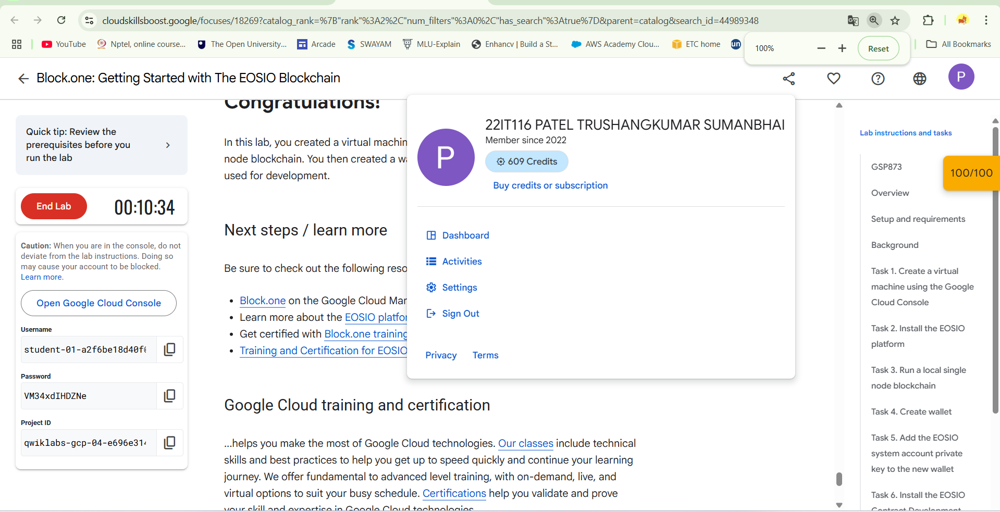 cloudskillsboost.google/focuses/18269?catalog_rank=%7B"rank"%3A2%2C"num_filters"%3A0%2C"has_search"%3Atrue%7D&parent=catalog&search_id=44989348
YouTube
Nptel, online course...
The Open University...
Arcade
SWAYAM
MLU-Explain
Enhancv | Build a St...
AWS Academy Clou...
ETC home
un
All Bookmarks
100%
Reset
Block.one: Getting Started with The EOSIO Blockchain
P
Quick tip: Review the
prerequisites before you
run the lab
End Lab
00:10:34
Caution: When you are in the console, do not
deviate from the lab instructions. Doing so
may cause your account to be blocked.
Learn more.
Open Google Cloud Console
Username
student-01-a2f6be18d40f
Password
VM34xdIHDZNe
Project ID
qwiklabs-gcp-04-e696e314
Congratulations!
In this lab, you created a virtual machin
node blockchain. You then created a wa
used for development.
Next steps / learn more
Be sure to check out the following reso
Block.one on the Google Cloud Mar
Learn more about the EOSIO platfor
Get certified with Block.one training
Training and Certification for EOSIO
Google Cloud training and certification
...helps you make the most of Google Cloud technologies. Our classes include technical
skills and best practices to help you get up to speed quickly and continue your learning
journey. We offer fundamental to advanced level training, with on-demand, live, and
virtual options to suit your busy schedule. Certifications help you validate and prove
your skill and expertise in Google Cloud technologies.
P
22IT116 PATEL TRUSHANGKUMAR SUMANBHAI
Member since 2022
609 Credits
Buy credits or subscription
Dashboard
Activities
Settings
Sign Out
Privacy
Terms
Lab instructions and tasks
GSP873
100/100
Overview
Setup and requirements
Background
Task 1. Create a virtual
machine using the Google
Cloud Console
Task 2. Install the EOSIO
platform
Task 3. Run a local single
node blockchain
Task 4. Create wallet
Task 5. Add the EOSIO
system account private
key to the new wallet
Task 6. Install the EOSIO
Contract Development